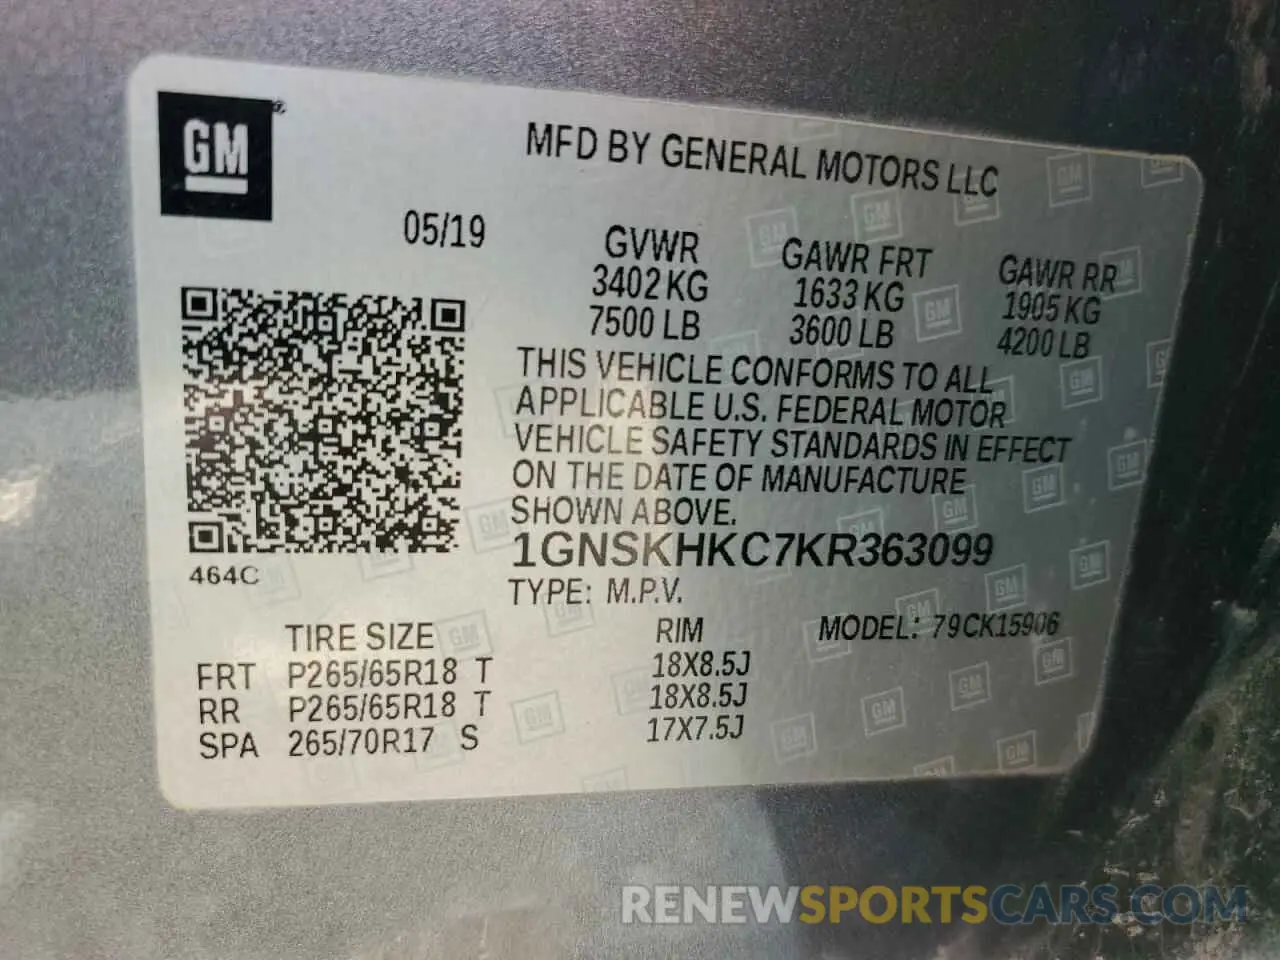 GM®
MFD BY GENERAL MOTORS LLC
05/19 GVWR GAWR FRT GAWR RR
3402 KG 1633 KG 1905 KG
7500 LB 3600 LB 4200 LB
THIS VEHICLE CONFORMS TO ALL
APPLICABLE U.S. FEDERAL MOTOR
VEHICLE SAFETY STANDARDS IN EFFECT
ON THE DATE OF MANUFACTURE
SHOWN ABOVE.
1GNSKHKC7KR363099
464C
TYPE: M.P.V.
TIRE SIZE RIM MODEL: 79CK15906
FRT P265/65R18 T 18X8.5J
RR P265/65R18 T 18X8.5J
SPA 265/70R17 S 17X7.5J
RENEWSPORTSCARS.COM